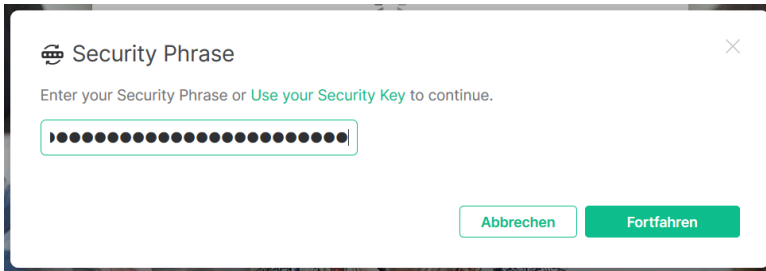 Security Phrase
Enter your Security Phrase or Use your Security Key to continue.
Abbrechen
Fortfahren